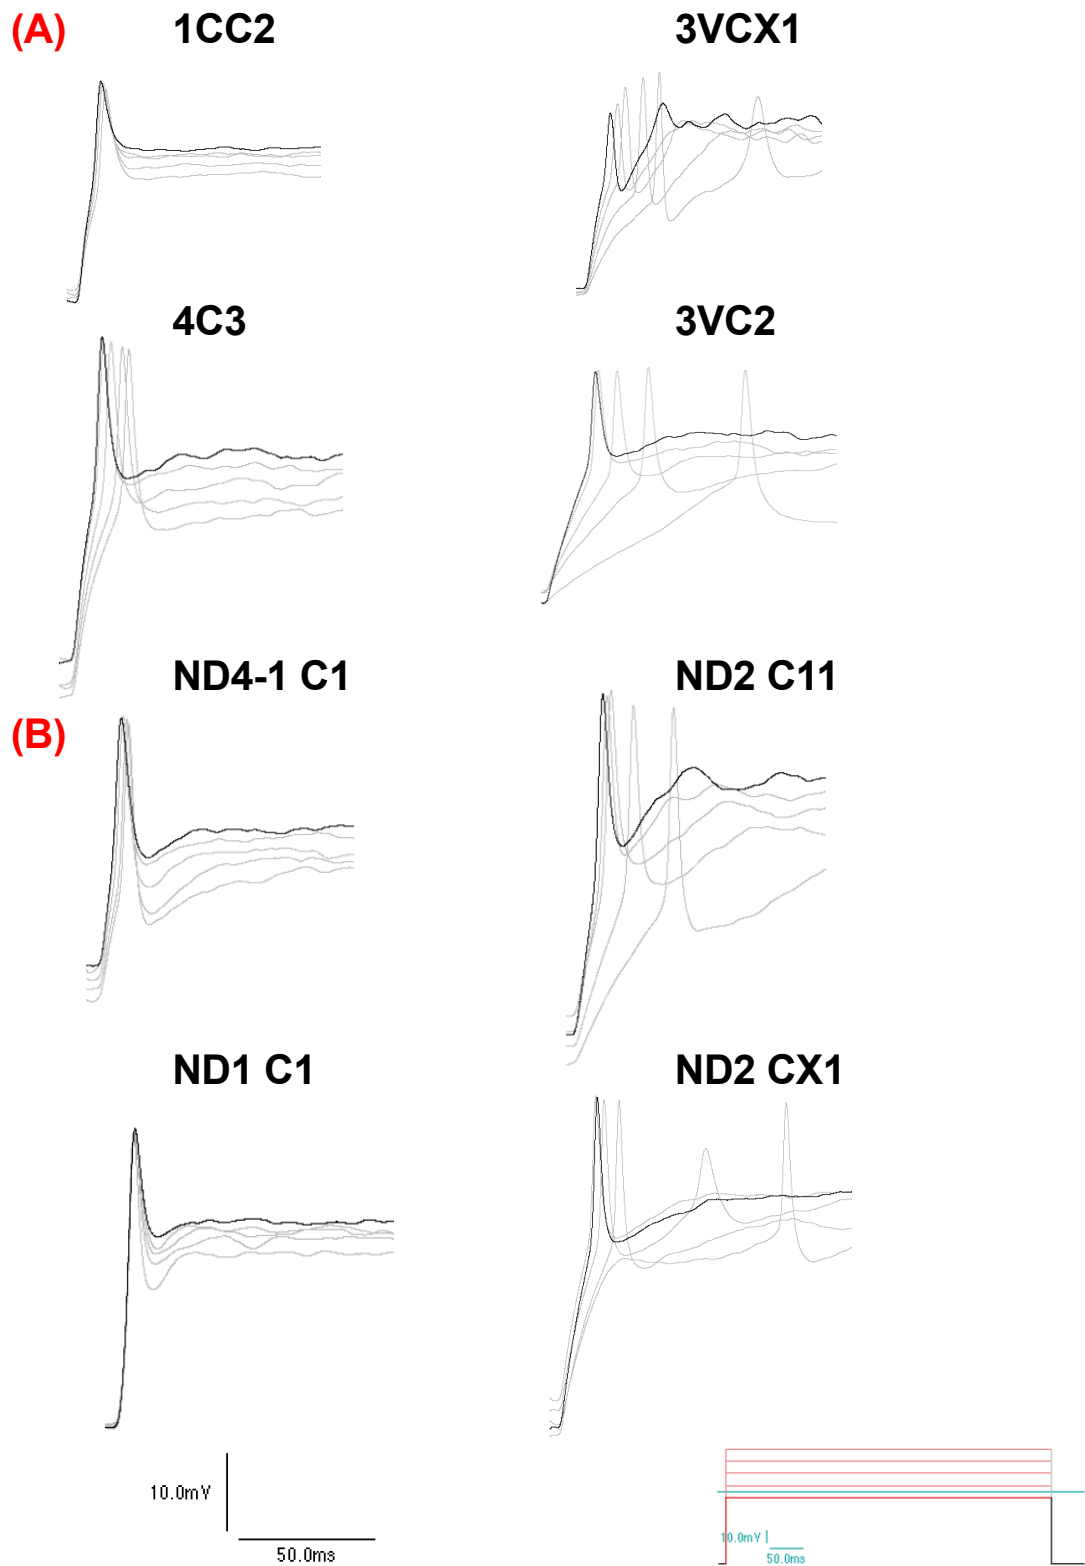 (A) 1CC2 3VCX1
4C3 3VC2
ND4-1 C1 ND2 C11
(B)
ND1 C1 ND2 CX1
10.0mV
50.0ms
10.0mV
50.0ms